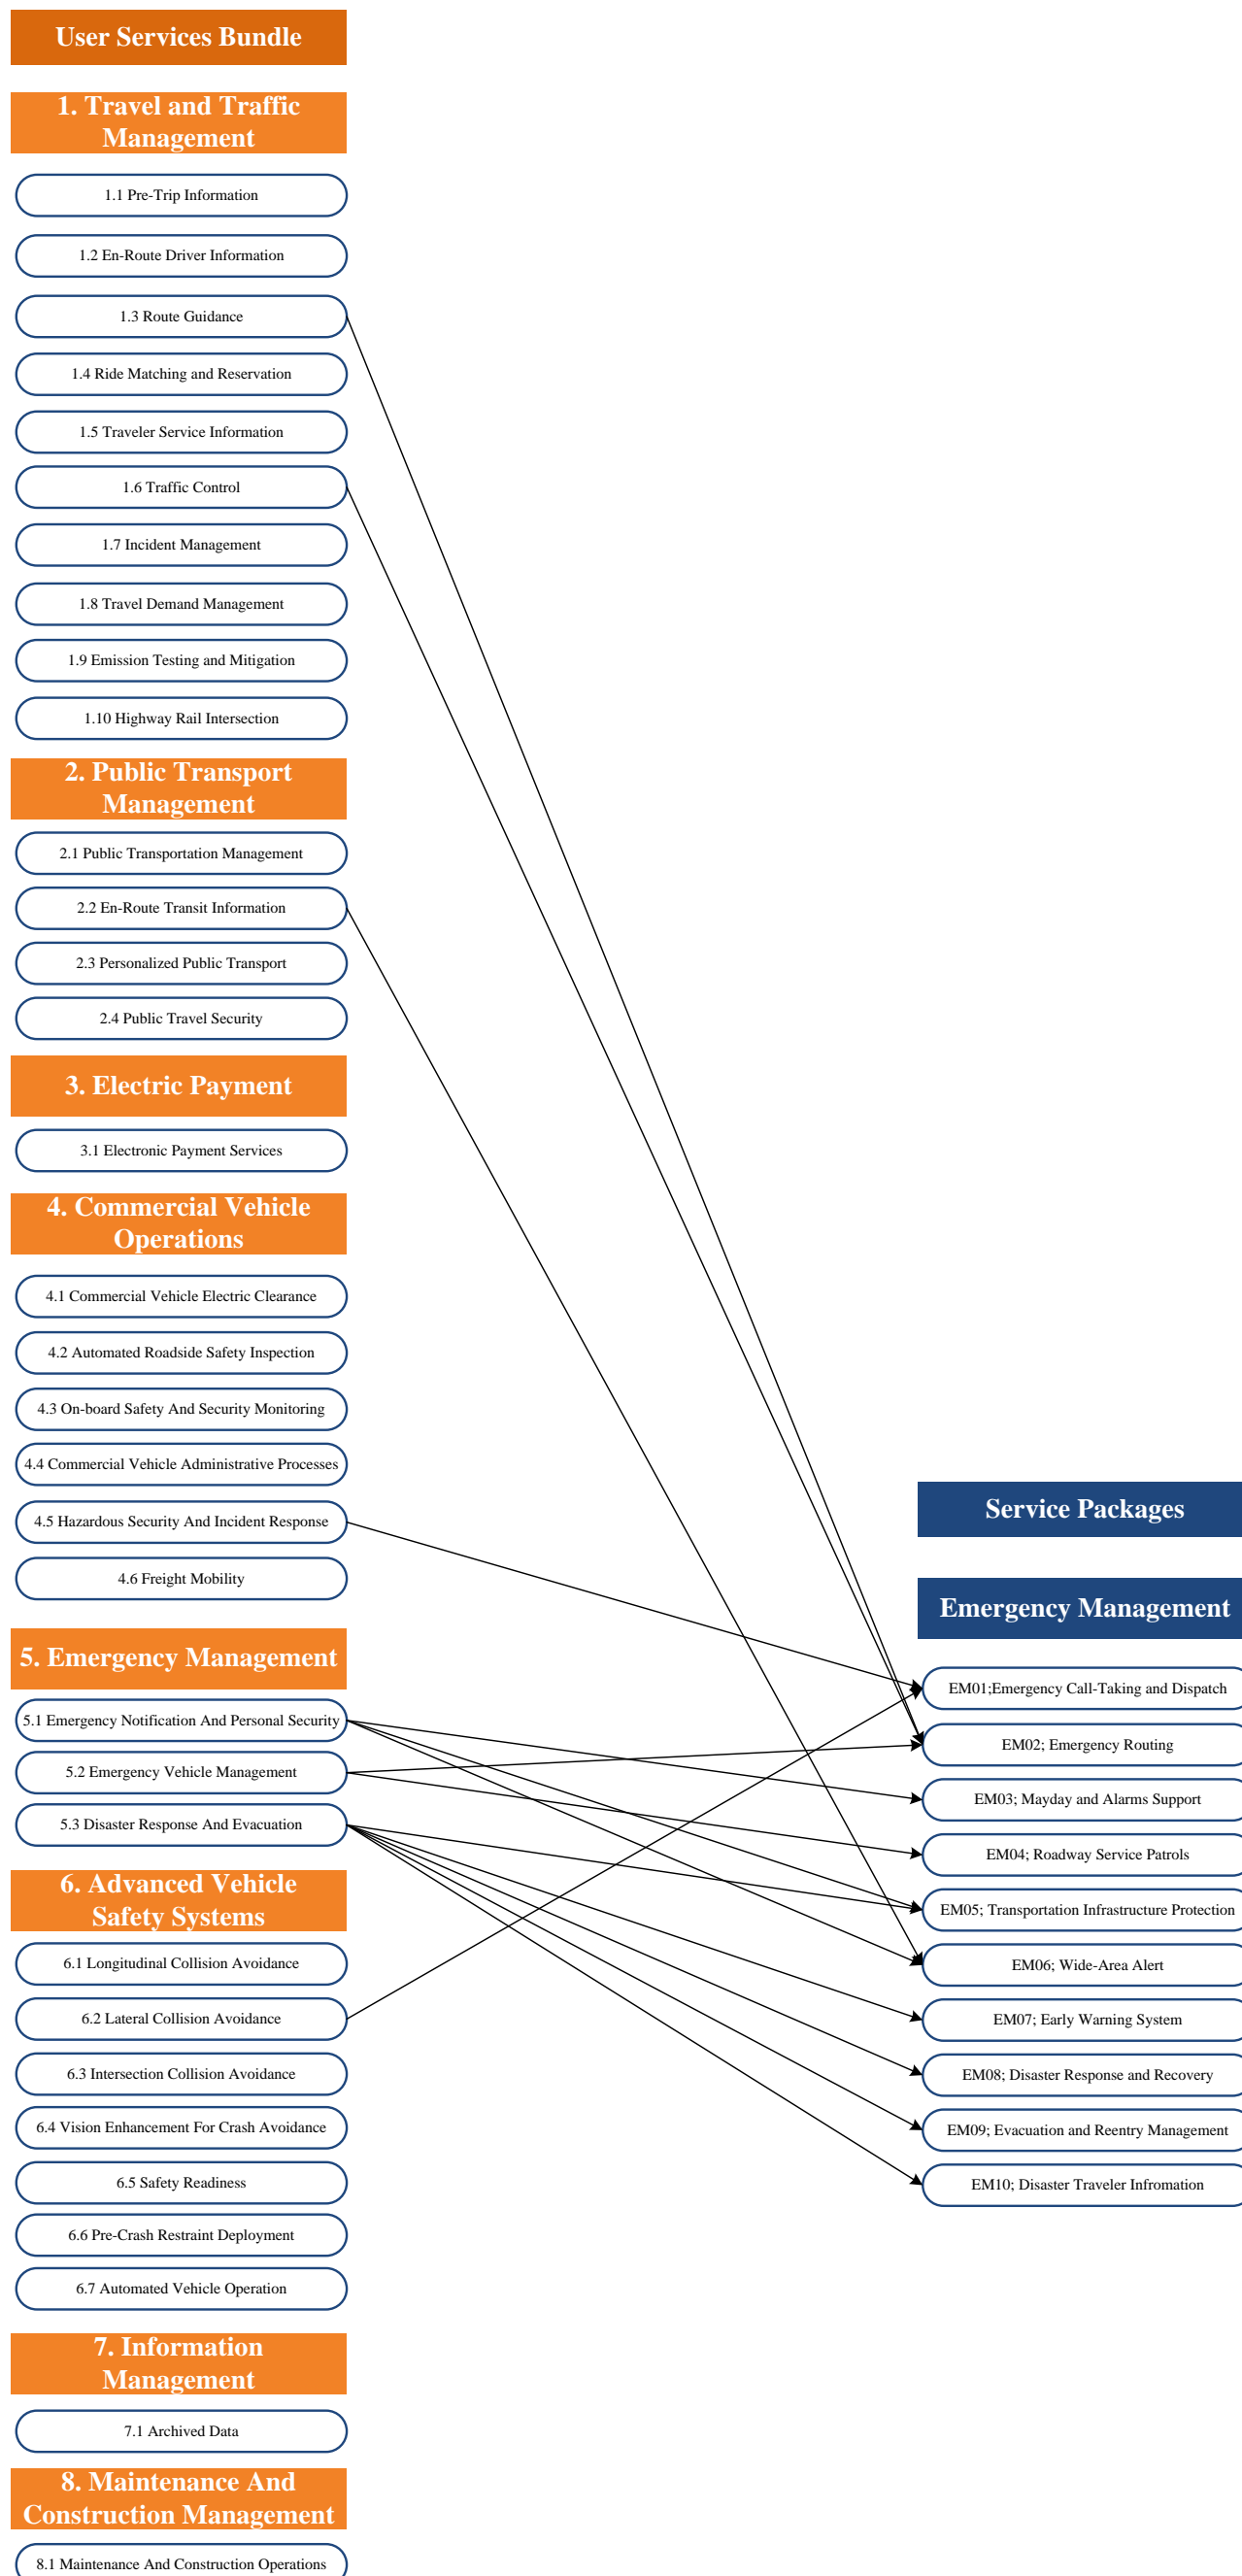 User Services Bundle
1. Travel and Traffic
Management
1.1 Pre-Trip Information
1.2 En-Route Driver Information
1.3 Route Guidance
1.4 Ride Matching and Reservation
1.5 Traveler Service Information
1.6 Traffic Control
1.7 Incident Management
1.8 Travel Demand Management
1.9 Emission Testing and Mitigation
1.10 Highway Rail Intersection
2. Public Transport
Management
2.1 Public Transportation Management
2.2 En-Route Transit Information
2.3 Personalized Public Transport
2.4 Public Travel Security
3. Electric Payment
3.1 Electronic Payment Services
4. Commercial Vehicle
Operations
4.1 Commercial Vehicle Electric Clearance
4.2 Automated Roadside Safety Inspection
4.3 On-board Safety And Security Monitoring
4.4 Commercial Vehicle Administrative Processes
4.5 Hazardous Security And Incident Response
4.6 Freight Mobility
5. Emergency Management
5.1 Emergency Notification And Personal Security
5.2 Emergency Vehicle Management
5.3 Disaster Response And Evacuation
6. Advanced Vehicle
Safety Systems
6.1 Longitudinal Collision Avoidance
6.2 Lateral Collision Avoidance
6.3 Intersection Collision Avoidance
6.4 Vision Enhancement For Crash Avoidance
6.5 Safety Readiness
6.6 Pre-Crash Restraint Deployment
6.7 Automated Vehicle Operation
7. Information
Management
7.1 Archived Data
8. Maintenance And
Construction Management
8.1 Maintenance And Construction Operations
Service Packages
Emergency Management
EM01;Emergency Call-Taking and Dispatch
EM02; Emergency Routing
EM03; Mayday and Alarms Support
EM04; Roadway Service Patrols
EM05; Transportation Infrastructure Protection
EM06; Wide-Area Alert
EM07; Early Warning System
EM08; Disaster Response and Recovery
EM09; Evacuation and Reentry Management
EM10; Disaster Traveler Infromation